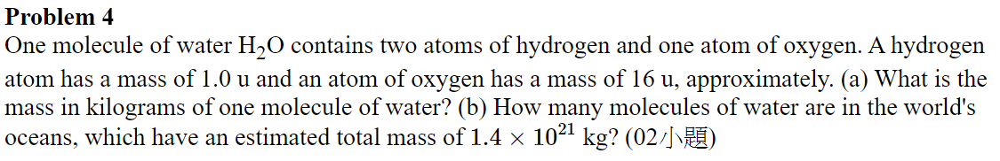 Problem 4
One molecule of water H₂O contains two atoms of hydrogen and one atom of oxygen. A hydrogen
atom has a mass of 1.0 u and an atom of oxygen has a mass of 16 u, approximately. (a) What is the
mass in kilograms of one molecule of water? (b) How many molecules of water are in the world's
oceans, which have an estimated total mass of 1.4 × 10²¹ kg? (02小題)